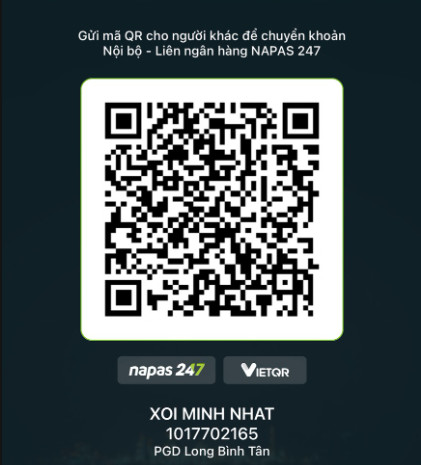 Gửi mã QR cho người khác để chuyển khoản
Nội bộ - Liên ngân hàng NAPAS 247
napas 247
VIETQR
XOI MINH NHAT
1017702165
PGD Long Bình Tân